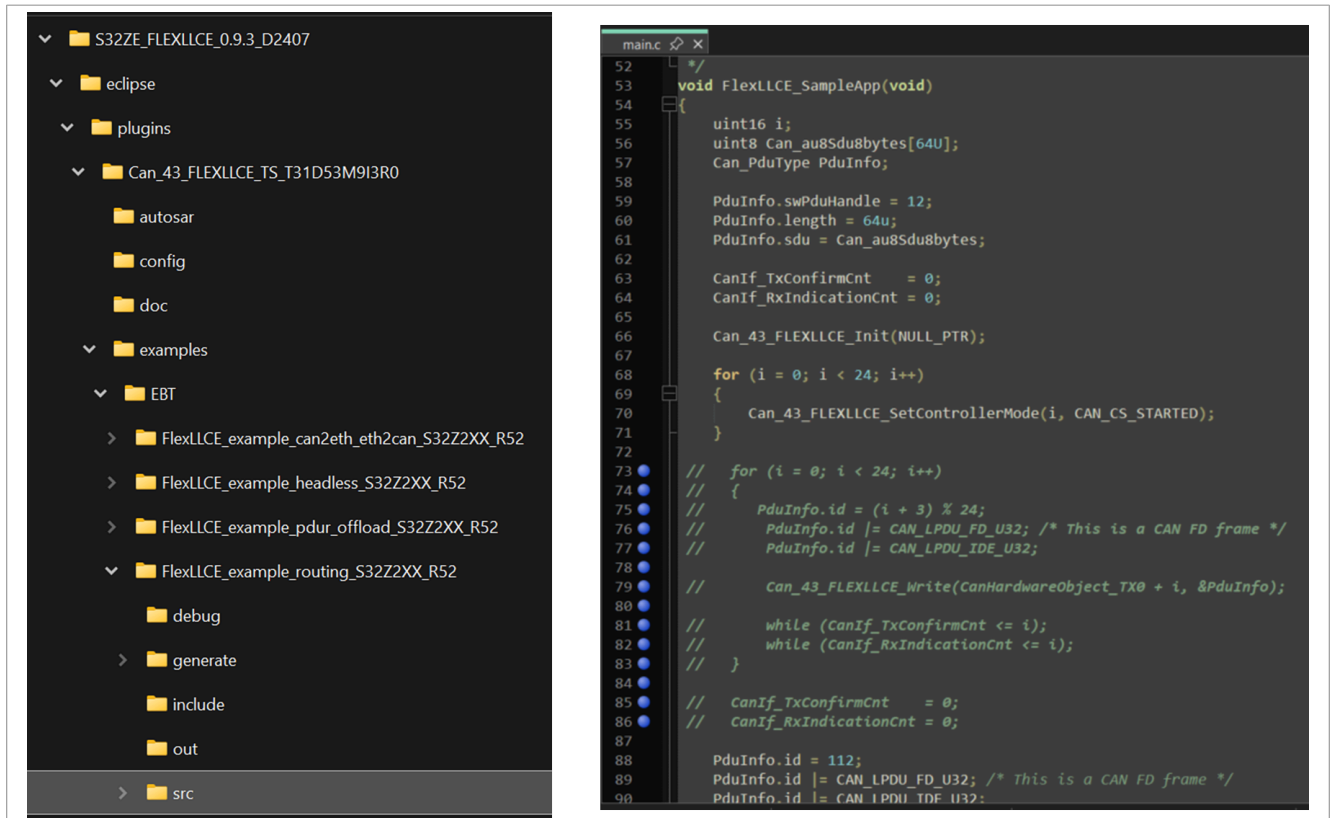 S32ZE_FLEXLLCE_0.9.3_D2407
eclipse
plugins
Can_43_FLEXLLCE_TS_T31D53M9I3R0
autosar
config
doc
examples
EBT
FlexLLCE_example_can2eth_eth2can_S32Z2XX_R52
FlexLLCE_example_headless_S32Z2XX_R52
FlexLLCE_example_pdur_offload_S32Z2XX_R52
FlexLLCE_example_routing_S32Z2XX_R52
debug
generate
include
out
src
main.c
52 */
53 void FlexLLCE_SampleApp(void)
54 {
55 uint16 i;
56 uint8 Can_au8Sdu8bytes[64U];
57 Can_PduType PduInfo;
58
59 PduInfo.swPduHandle = 12;
60 PduInfo.length = 64u;
61 PduInfo.sdu = Can_au8Sdu8bytes;
62
63 CanIf_TxConfirmCnt    = 0;
64 CanIf_RxIndicationCnt = 0;
65
66 Can_43_FLEXLLCE_Init(NULL_PTR);
67
68 for (i = 0; i < 24; i++)
69 {
70 Can_43_FLEXLLCE_SetControllerMode(i, CAN_CS_STARTED);
71 }
72
73 // for (i = 0; i < 24; i++)
74 // {
75 // PduInfo.id = (i + 3) % 24;
76 // PduInfo.id |= CAN_LPDU_FD_U32; /* This is a CAN FD frame */
77 // PduInfo.id |= CAN_LPDU_IDE_U32;
78
79 // Can_43_FLEXLLCE_Write(CanHardwareObject_TX0 + i, &PduInfo);
80
81 // while (CanIf_TxConfirmCnt <= i);
82 // while (CanIf_RxIndicationCnt <= i);
83 // }
84
85 // CanIf_TxConfirmCnt    = 0;
86 // CanIf_RxIndicationCnt = 0;
87
88 PduInfo.id = 112;
89 PduInfo.id |= CAN_LPDU_FD_U32; /* This is a CAN FD frame */
90 PduInfo.id |= CAN_LPDU_IDE_U32;